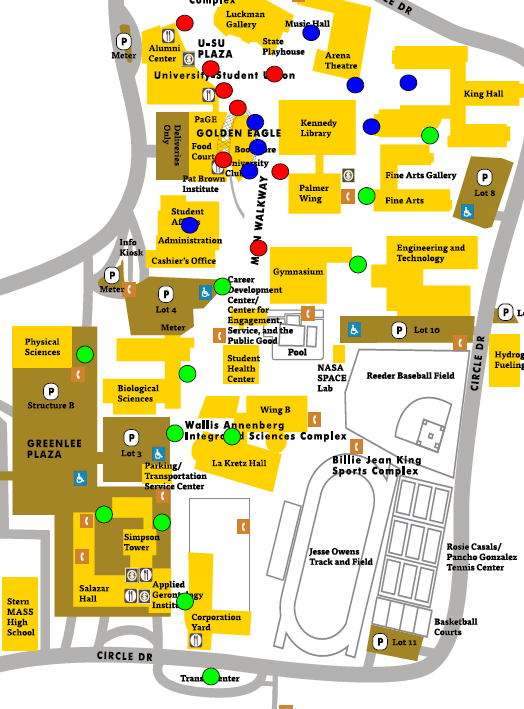 Complex
Luckman
Gallery
Music Hall
DR
U-SU
PLAZA
State
Playhouse
Alumni
Center
P
Meter
Arena
Theatre
University-Student Union
King Hall
PaGE
GOLDEN EAGLE
Kennedy
Library
Deliveries
Only
Food
Court
University
Club
Pat Brown
Institute
Fine Arts Gallery
Fine Arts
Palmer
Wing
P
Lot 8
WALKWAY
Student
Administration
Cashier's Office
Info
Kiosk
P
Meter
Engineering and
Technology
Gymnasium
Career
Development
Center/
Center for
Engagement,
Service, and the
Public Good
P
Lot 4
Meter
P
P Lot 10
Pool
CIRCLE DR
Physical
Sciences
Student
Health
Center
NASA
SPACE
Lab
Reeder Baseball Field
Hydrog
Fueling
Biological
Sciences
P
Structure B
Wing B
Wallis Annenberg
Integrated Sciences Complex
GREENLEE
PLAZA
P
Lot 3
La Kretz Hall
Billie Jean King
Sports Complex
Parking/
Transportation
Service Center
Simpson
Tower
Jesse Owens
Track and Field
Rosie Casals/
Pancho Gonzalez
Tennis Center
Salazar
Hall
Applied
Gerontology
Institute
Stern
MASS
High
School
Corporation
Yard
Basketball
Courts
P Lot 11
CIRCLE DR
Center